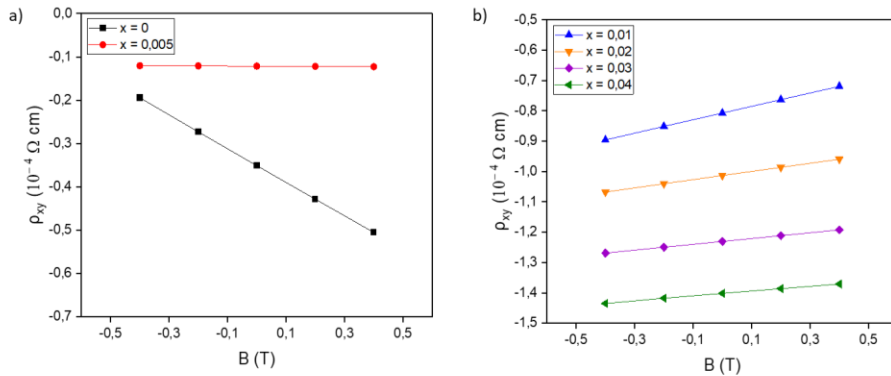 a)
x = 0
x = 0,005
0,0
-0,1
-0,2
-0,3
-0,4
-0,5
-0,6
-0,7
ρxy (10⁻⁴ Ω cm)
-0,5 -0,3 -0,1 0,1 0,3 0,5
B (T)
b)
x = 0,01
x = 0,02
x = 0,03
x = 0,04
-0,5
-0,6
-0,7
-0,8
-0,9
-1,0
-1,1
-1,2
-1,3
-1,4
-1,5
ρxy (10⁻⁴ Ω cm)
-0,5 -0,3 -0,1 0,1 0,3 0,5
B (T)